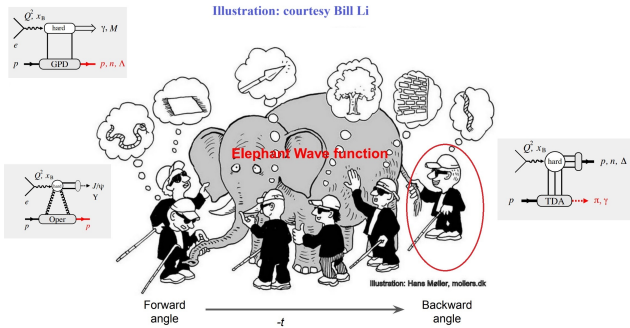 Illustration: courtesy Bill Li
Q², x_B
hard
γ, M
e
p
GPD
p, n, Λ
Elephant Wave function
Q², x_B
hard
J/ψ
Υ
e
p
Oper
p
Q², x_B
hard
p, n, Δ
e
p
TDA
π, γ
Illustration: Hans Møller, mollers.dk
Forward
angle
-t
Backward
angle